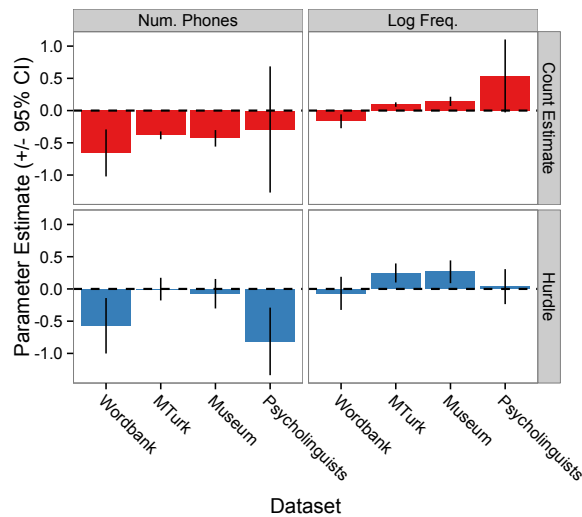 Num. Phones
Log Freq.
Parameter Estimate (+/- 95% CI)
1.0
0.5
0.0
-0.5
-1.0
Count Estimate
1.0
0.5
0.0
-0.5
-1.0
Hurdle
Wordbank
MTurk
Museum
Psycholinguists
Wordbank
MTurk
Museum
Psycholinguists
Dataset